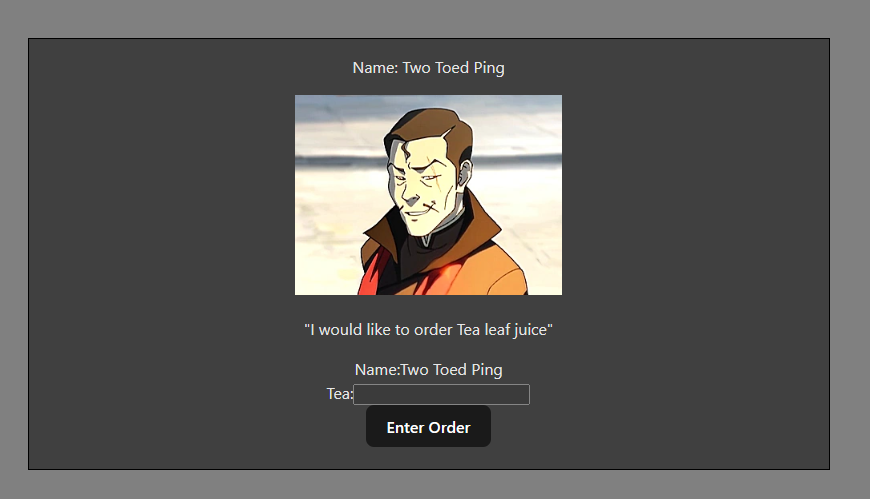 Name: Two Toed Ping
"I would like to order Tea leaf juice"
Name:Two Toed Ping
Tea:
Enter Order